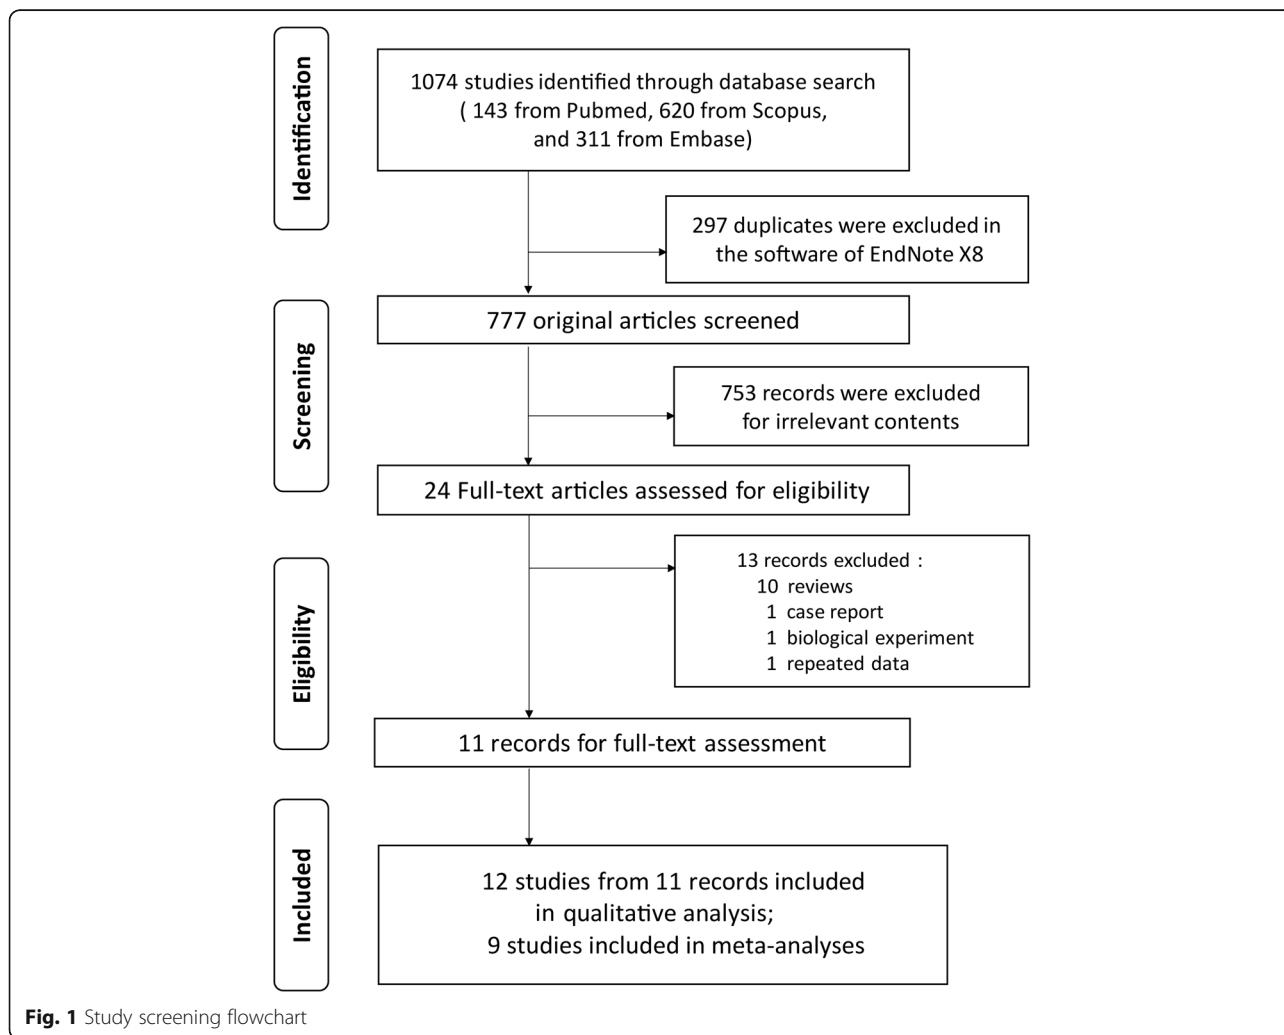 Identification
1074 studies identified through database search
( 143 from Pubmed, 620 from Scopus,
and 311 from Embase)
297 duplicates were excluded in
the software of EndNote X8
Screening
777 original articles screened
753 records were excluded
for irrelevant contents
24 Full-text articles assessed for eligibility
Eligibility
13 records excluded :
10 reviews
1 case report
1 biological experiment
1 repeated data
11 records for full-text assessment
Included
12 studies from 11 records included
in qualitative analysis;
9 studies included in meta-analyses
Fig. 1 Study screening flowchart